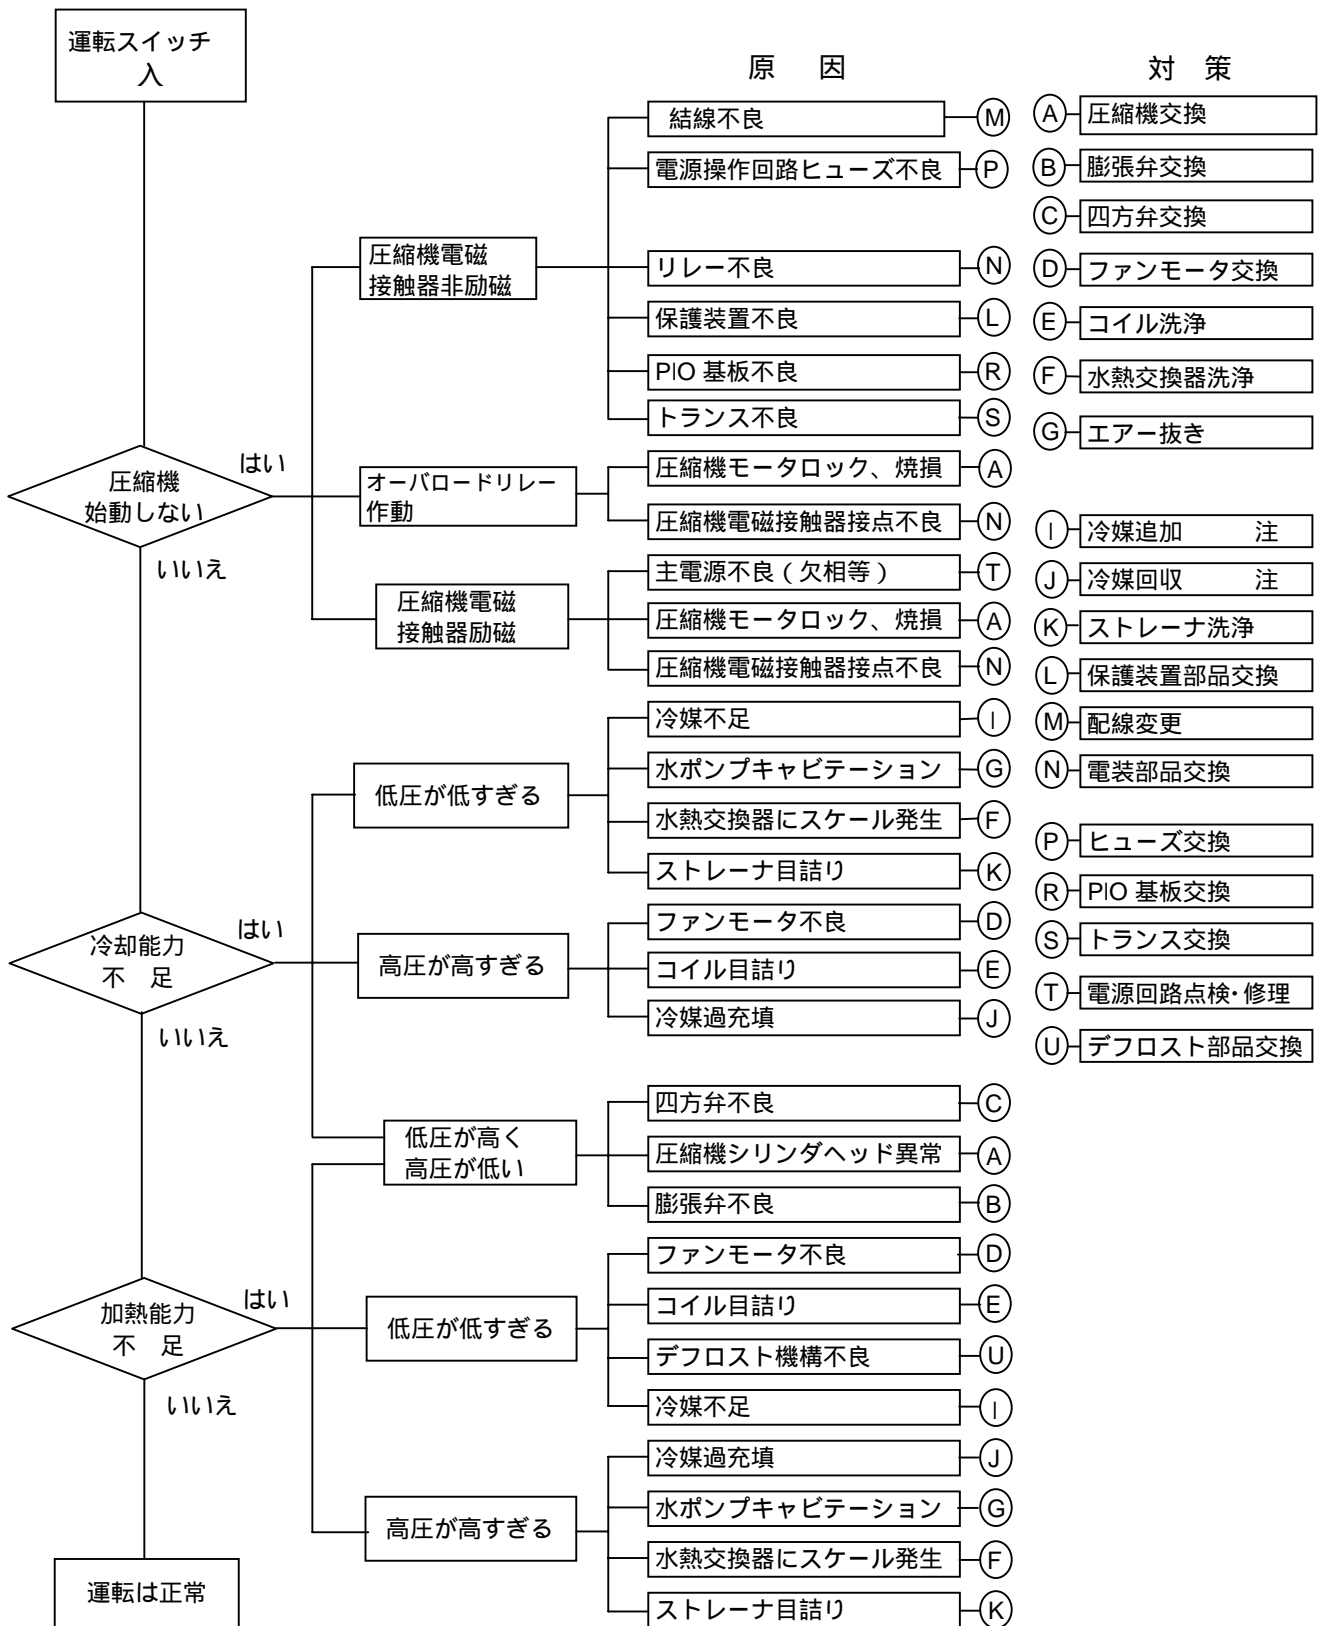 運転スイッチ
入
原 因
対 策
結線不良 M
電源操作回路ヒューズ不良 P
圧縮機電磁
接触器非励磁
リレー不良 N
保護装置不良 L
PIO 基板不良 R
トランス不良 S
圧縮機
始動しない
はい
いいえ
オーバロードリレー
作動
圧縮機モータロック、焼損 A
圧縮機電磁接触器接点不良 N
圧縮機電磁
接触器励磁
主電源不良(欠相等) T
圧縮機モータロック、焼損 A
圧縮機電磁接触器接点不良 N
冷却能力
不 足
はい
いいえ
低圧が低すぎる
冷媒不足 I
水ポンプキャビテーション G
水熱交換器にスケール発生 F
ストレーナ目詰り K
高圧が高すぎる
ファンモータ不良 D
コイル目詰り E
冷媒過充填 J
低圧が高く
高圧が低い
四方弁不良 C
圧縮機シリンダヘッド異常 A
膨張弁不良 B
加熱能力
不 足
はい
いいえ
低圧が低すぎる
ファンモータ不良 D
コイル目詰り E
デフロスト機構不良 U
冷媒不足 I
高圧が高すぎる
冷媒過充填 J
水ポンプキャビテーション G
水熱交換器にスケール発生 F
ストレーナ目詰り K
運転は正常
A 圧縮機交換
B 膨張弁交換
C 四方弁交換
D ファンモータ交換
E コイル洗浄
F 水熱交換器洗浄
G エアー抜き
I 冷媒追加 注
J 冷媒回収 注
K ストレーナ洗浄
L 保護装置部品交換
M 配線変更
N 電装部品交換
P ヒューズ交換
R PIO 基板交換
S トランス交換
T 電源回路点検・修理
U デフロスト部品交換